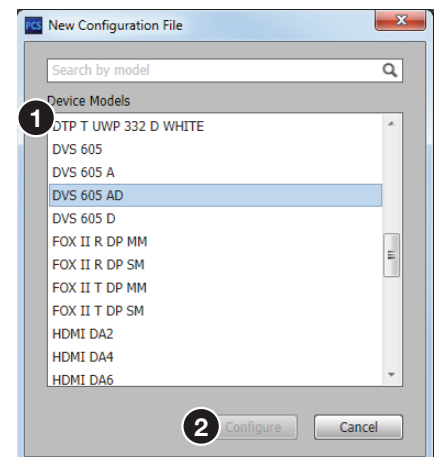 PCS New Configuration File
Search by model
Device Models
1
DTP T UWP 332 D WHITE
DVS 605
DVS 605 A
DVS 605 AD
DVS 605 D
FOX II R DP MM
FOX II R DP SM
FOX II T DP MM
FOX II T DP SM
HDMI DA2
HDMI DA4
HDMI DA6
2 Configure Cancel